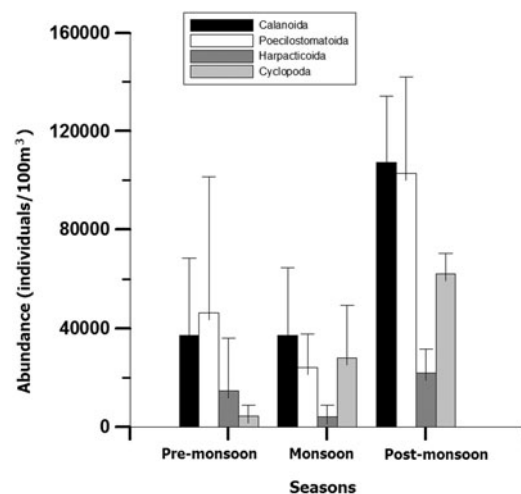 Calanoida
Poecilostomatoida
Harpacticoida
Cyclopoda
160000
120000
80000
40000
0
Abundance (individuals/100m³)
Pre-monsoon Monsoon Post-monsoon
Seasons